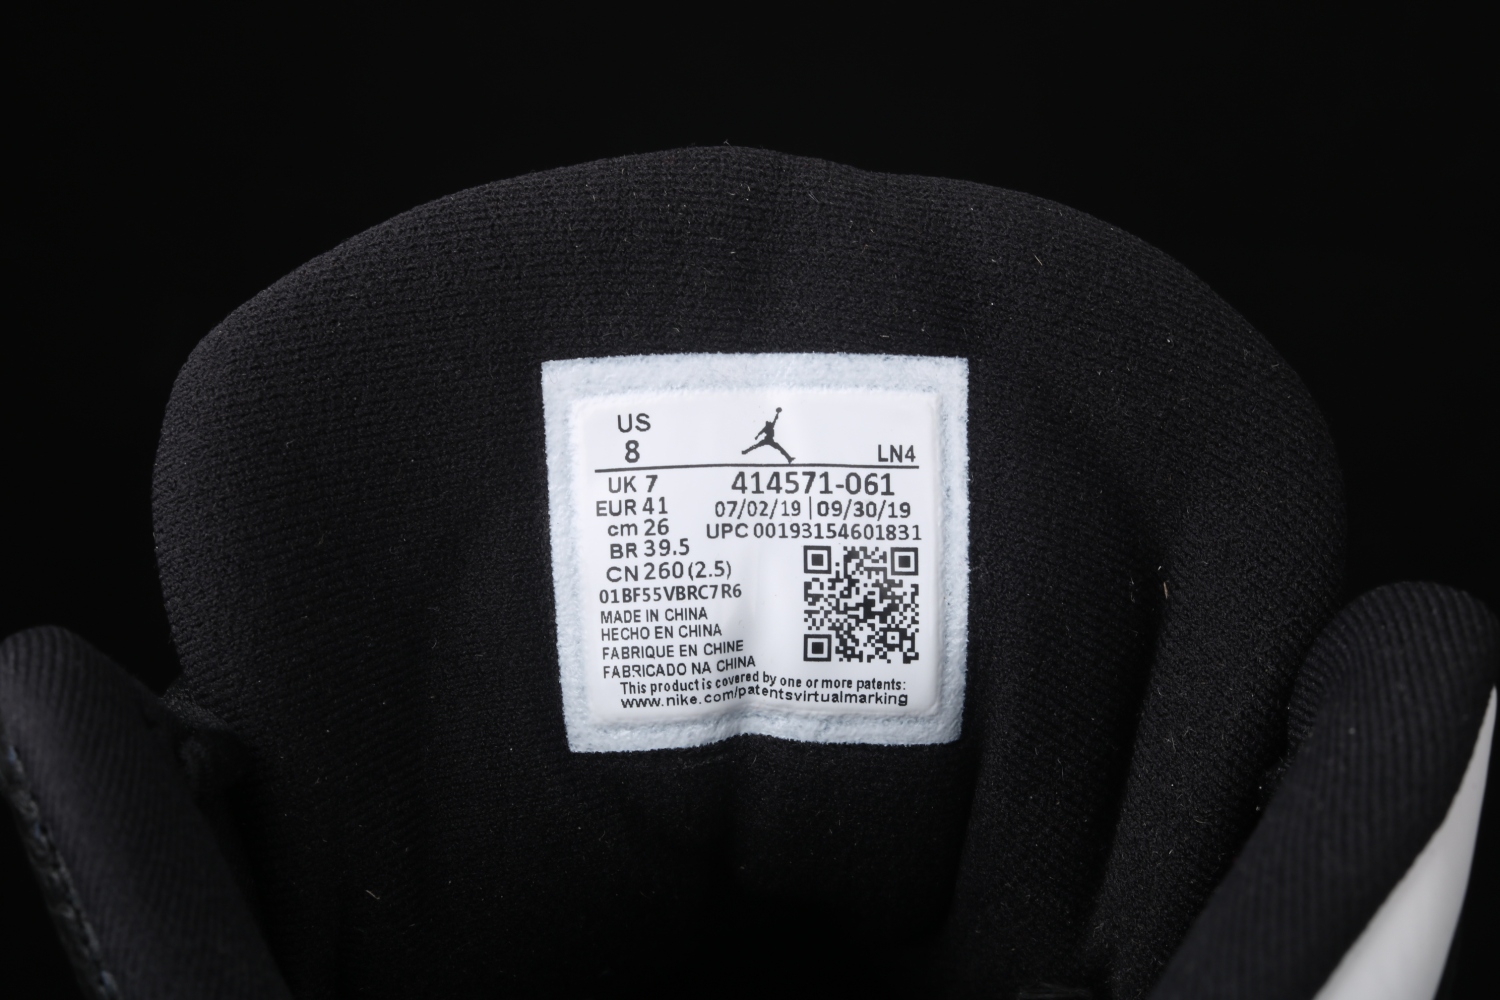 US
8
LN4
UK 7
414571-061
EUR 41
07/02/19 | 09/30/19
cm 26
UPC 00193154601831
BR 39.5
CN 260 (2.5)
01BF55VBRC7R6
MADE IN CHINA
HECHO EN CHINA
FABRIQUE EN CHINE
FABRICADO NA CHINA
This product is covered by one or more patents:
www.nike.com/patentsvirtualmarking